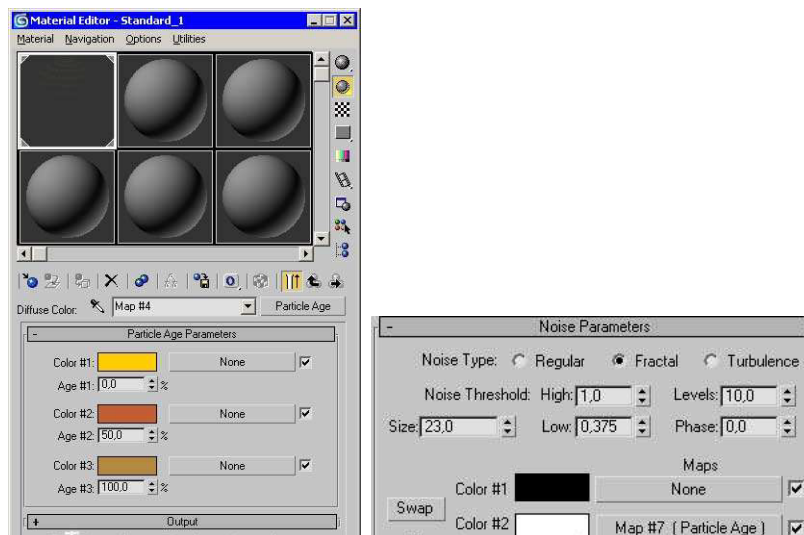 Material Editor - Standard_1
Material Navigation Options Utilities
Diffuse Color: Map #4 Particle Age
- Particle Age Parameters
Color #1: None
Age #1: 0,0 %
Color #2: None
Age #2: 50,0 %
Color #3: None
Age #3: 100,0 %
+ Output
- Noise Parameters
Noise Type: Regular Fractal Turbulence
Noise Threshold: High: 1,0 Levels: 10,0
Size: 23,0 Low: 0,375 Phase: 0,0
Maps
Color #1 None
Swap
Color #2 Map #7 ( Particle Age )